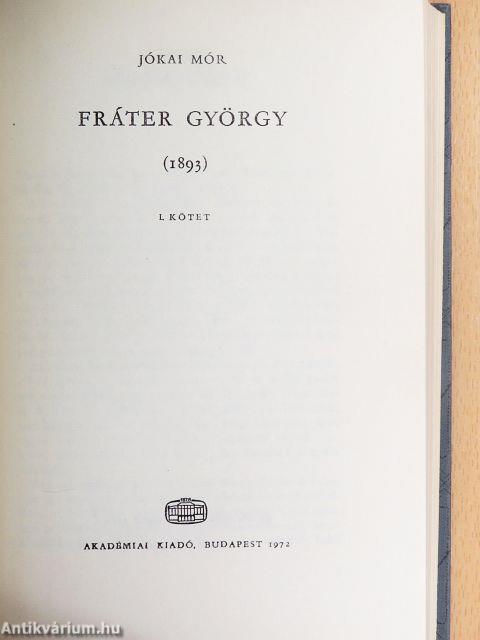 JÓKAI MÓR
FRÁTER GYÖRGY
(1893)
I. KÖTET
AKADÉMIAI KIADÓ, BUDAPEST 1972
Antikvárium.hu